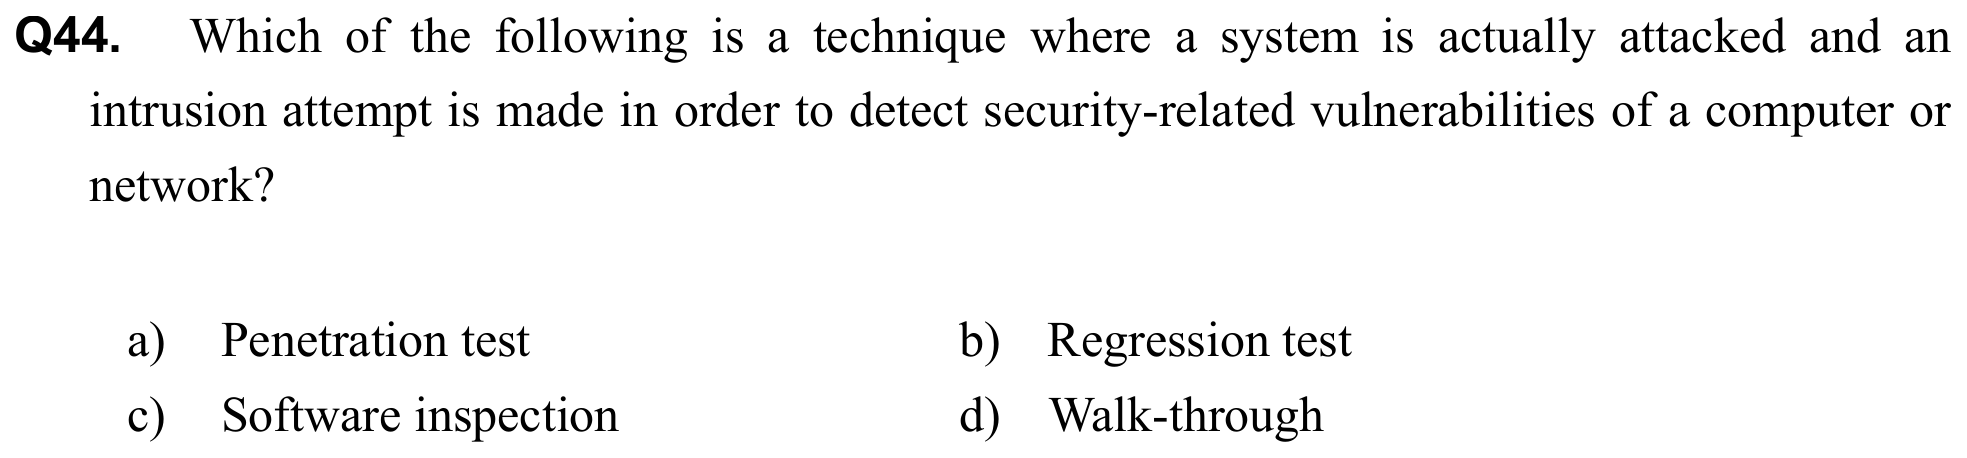 Q44. Which of the following is a technique where a system is actually attacked and an
intrusion attempt is made in order to detect security-related vulnerabilities of a computer or
network?
a) Penetration test b) Regression test
c) Software inspection d) Walk-through